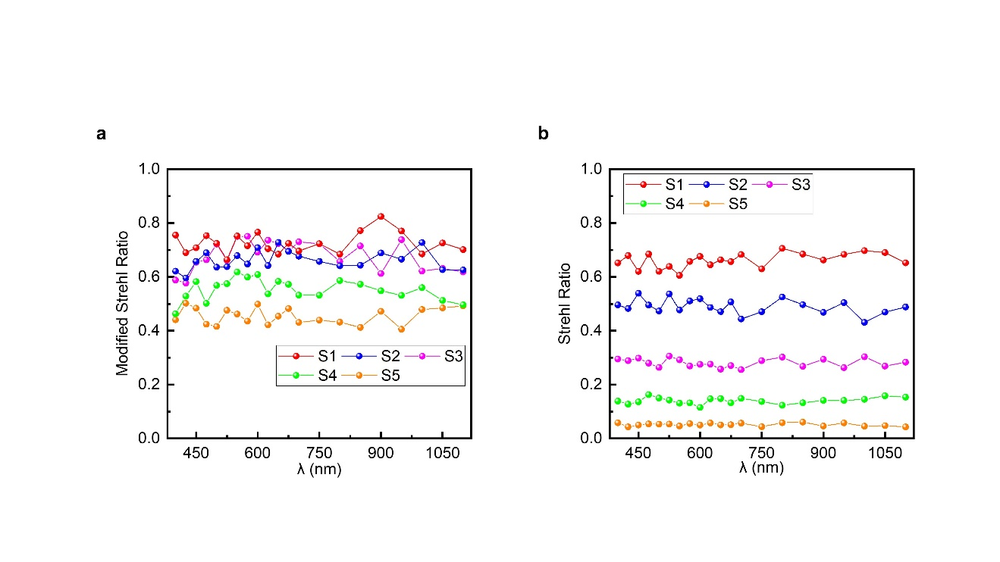 a
1.0
0.8
0.6
0.4
0.2
0.0
Modified Strehl Ratio
S1 S2 S3
S4 S5
450 600 750 900 1050
λ (nm)
b
1.0
0.8
0.6
0.4
0.2
0.0
Strehl Ratio
S1 S2 S3
S4 S5
450 600 750 900 1050
λ (nm)